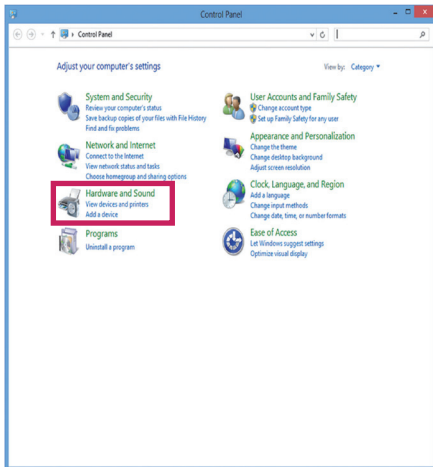 Control Panel
Control Panel
Adjust your computer's settings
View by: Category
System and Security
Review your computer's status
Save backup copies of your files with File History
Find and fix problems
Network and Internet
Connect to the Internet
View network status and tasks
Choose homegroup and sharing options
Hardware and Sound
View devices and printers
Add a device
Programs
Uninstall a program
User Accounts and Family Safety
Change account type
Set up Family Safety for any user
Appearance and Personalization
Change the theme
Change desktop background
Adjust screen resolution
Clock, Language, and Region
Add a language
Change input methods
Change date, time, or number formats
Ease of Access
Let Windows suggest settings
Optimize visual display